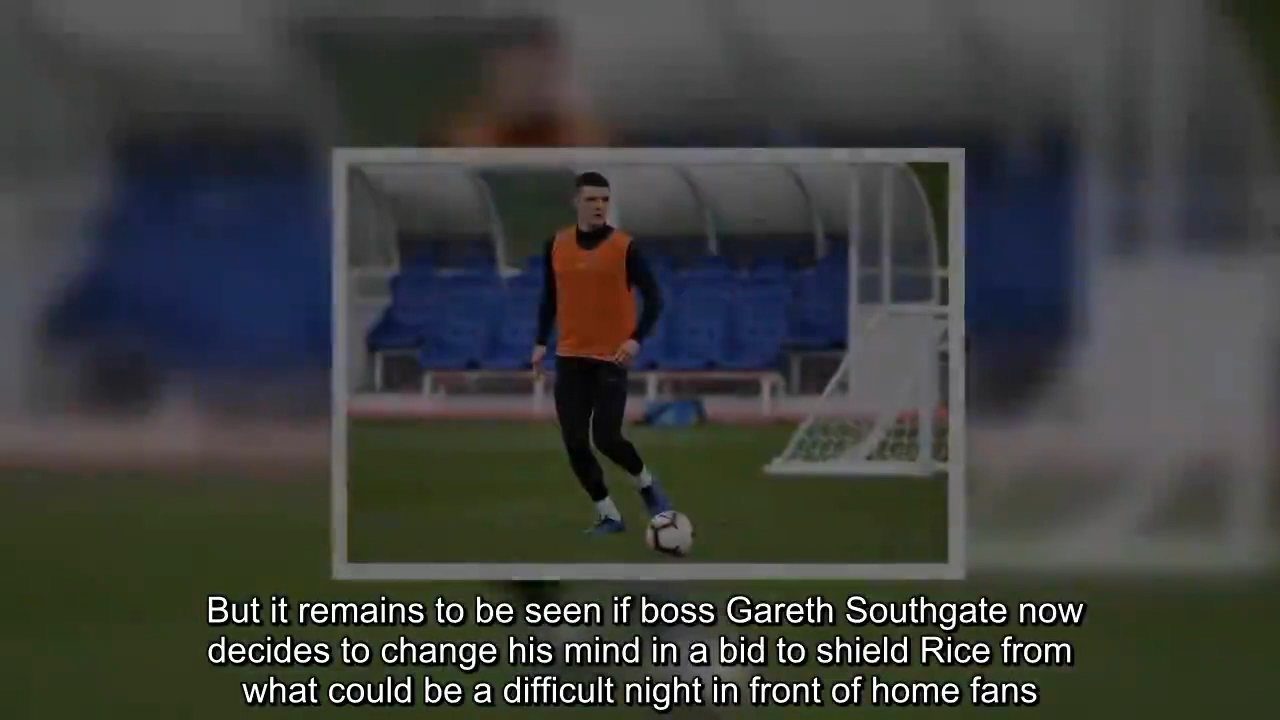 But it remains to be seen if boss Gareth Southgate now
decides to change his mind in a bid to shield Rice from
what could be a difficult night in front of home fans